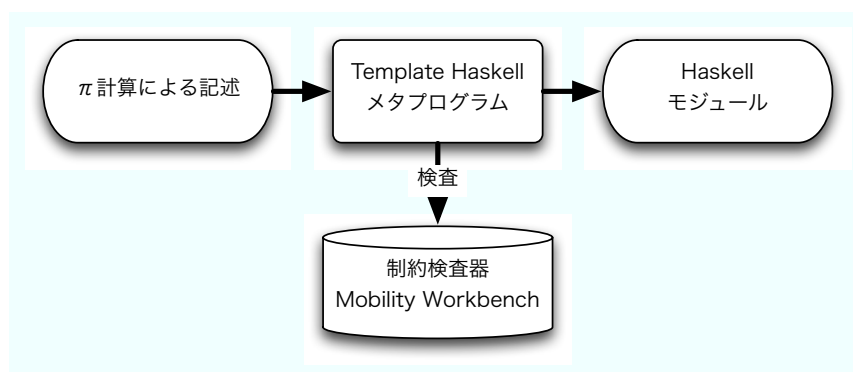 π計算による記述
Template Haskell
メタプログラム
Haskell
モジュール
検査
制約検査器
Mobility Workbench